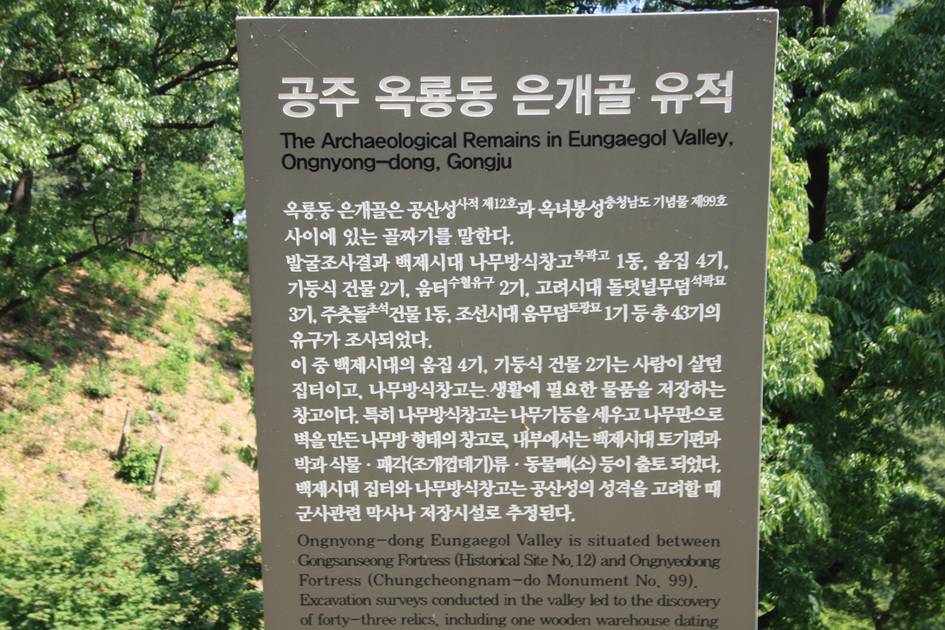 공주 옥룡동 은개골 유적
The Archaeological Remains in Eungaegol Valley,
Ongnyong-dong, Gongju
옥룡동 은개골은 공산성사적 제12호과 옥녀봉성충청남도 기념물 제99호
사이에 있는 골짜기를 말한다.
발굴조사결과 백제시대 나무방식창고목곽고 1동, 움집 4기,
기둥식 건물 2기, 움터수혈유구 2기, 고려시대 돌덧널무덤석곽묘
3기, 주춧돌초석건물 1동, 조선시대 움무덤토광묘 1기 등 총 43기의
유구가 조사되었다.
이 중 백제시대의 움집 4기, 기둥식 건물 2기는 사람이 살던
집터이고, 나무방식창고는 생활에 필요한 물품을 저장하는
창고이다. 특히 나무방식창고는 나무기둥을 세우고 나무판으로
벽을 만든 나무방 형태의 창고로, 내부에서는 백제시대 토기편과
박과 식물·패각(조개껍데기)류·동물뼈(소) 등이 출토 되었다.
백제시대 집터와 나무방식창고는 공산성의 성격을 고려할 때
군사관련 막사나 저장시설로 추정된다.
Ongnyong-dong Eungaegol Valley is situated between
Gongsanseong Fortress (Historical Site No. 12) and Ongnyeobong
Fortress (Chungcheongnam-do Monument No. 99).
Excavation surveys conducted in the valley led to the discovery
of forty-three relics, including one wooden warehouse dating